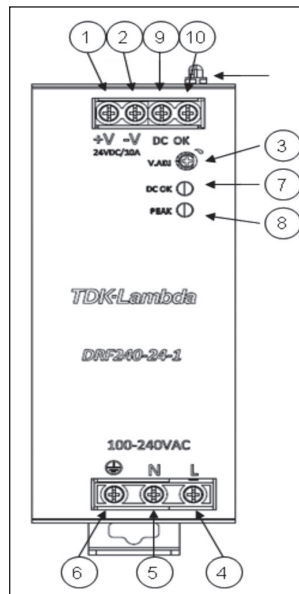 1 2 9 10
+V -V DC OK
24VDC/10A
V.ADJ 3
DC OK 7
PEAK 8
TDK-Lambda
DRF240-24-1
100-240VAC
N L
6 5 4